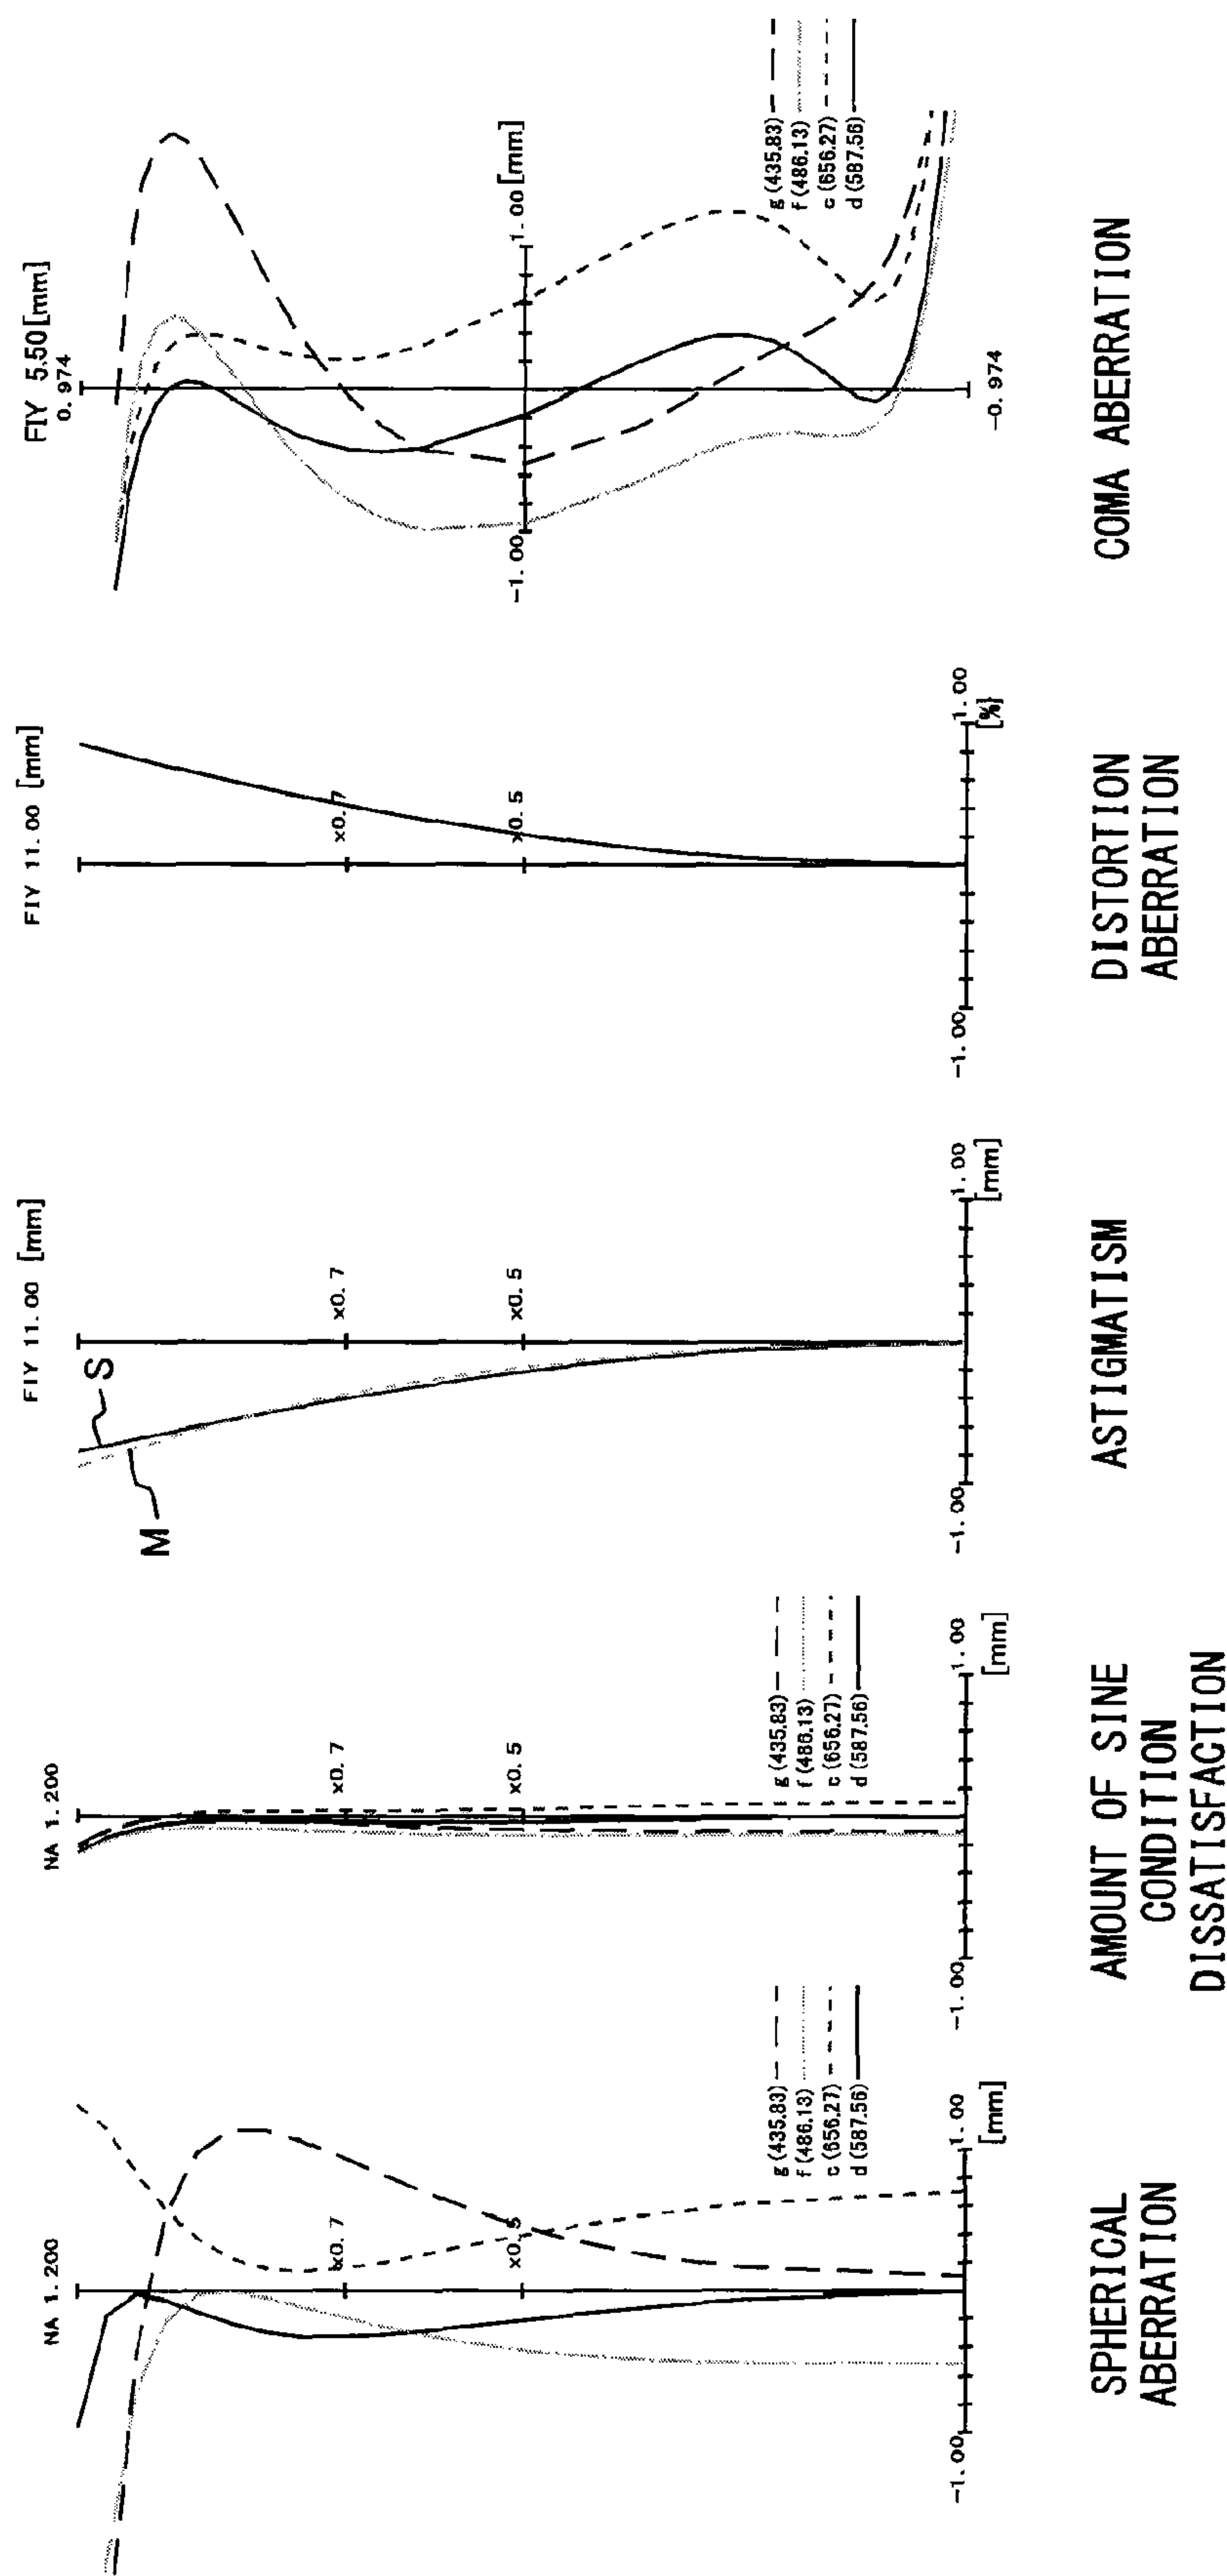 NA 1.200
x0.7
x0.5
g (435.83)
f (486.13)
c (656.27)
d (587.56)
-1.00
1.00
[mm]
SPHERICAL
ABERRATION
NA 1.200
x0.7
x0.5
g (435.83)
f (486.13)
c (656.27)
d (587.56)
-1.00
1.00
[mm]
AMOUNT OF SINE
CONDITION
DISSATISFACTION
FIY 11.00 [mm]
S
M
x0.7
x0.5
-1.00
1.00
[mm]
ASTIGMATISM
FIY 11.00 [mm]
x0.7
x0.5
-1.00
1.00
[%]
DISTORTION
ABERRATION
FIY 5.50[mm]
0.974
-1.00
1.00[mm]
g (435.83)
f (486.13)
c (656.27)
d (587.56)
-0.974
COMA ABERRATION